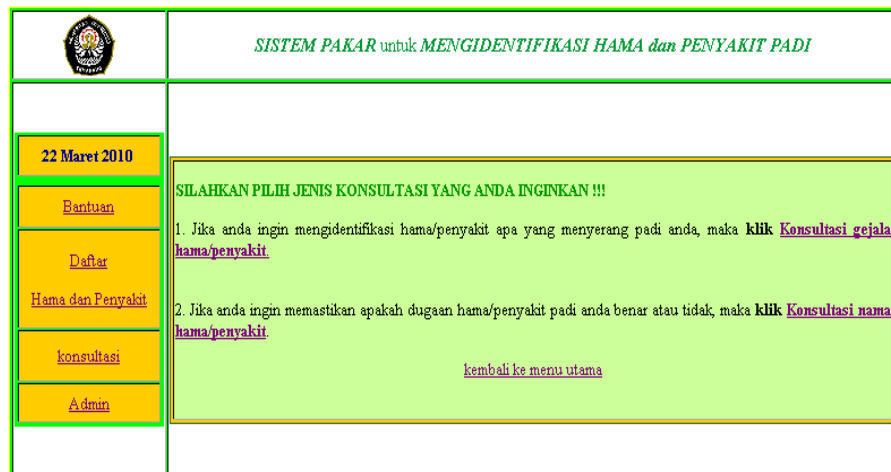 SISTEM PAKAR untuk MENGIDENTIFIKASI HAMA dan PENYAKIT PADI
22 Maret 2010
Bantuan
Daftar
Hama dan Penyakit
konsultasi
Admin
SILAHKAN PILIH JENIS KONSULTASI YANG ANDA INGINKAN !!!
1. Jika anda ingin mengidentifikasi hama/penyakit apa yang menyerang padi anda, maka klik Konsultasi gejala
hama/penyakit.
2. Jika anda ingin memastikan apakah dugaan hama/penyakit padi anda benar atau tidak, maka klik Konsultasi nama
hama/penyakit.
kembali ke menu utama